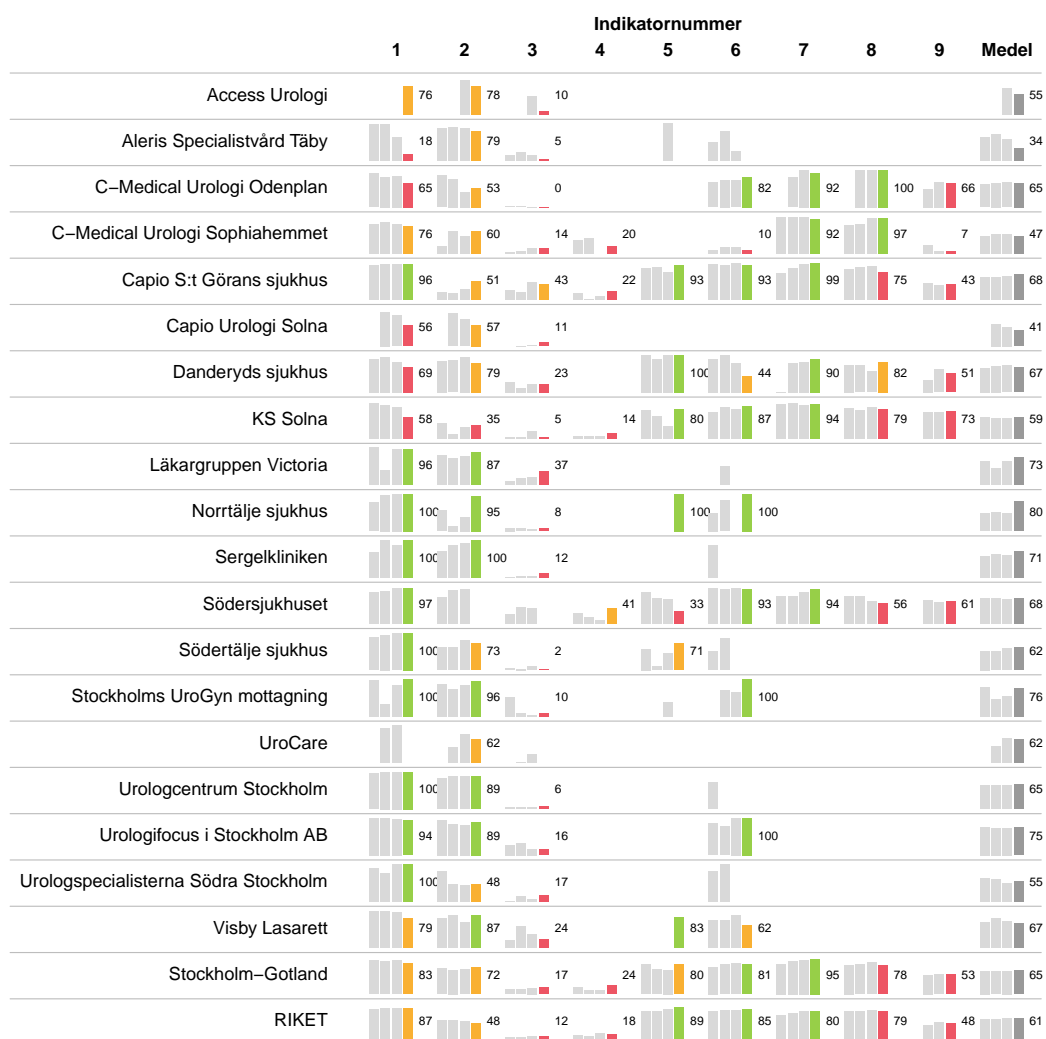 Indikatornummer
1 2 3 4 5 6 7 8 9 Medel
Access Urologi 76 78 10 55
Aleris Specialistvård Täby 18 79 5 34
C−Medical Urologi Odenplan 65 53 0 82 92 100 66 65
C−Medical Urologi Sophiahemmet 76 60 14 20 10 92 97 7 47
Capio S:t Görans sjukhus 96 51 43 22 93 93 99 75 43 68
Capio Urologi Solna 56 57 11 41
Danderyds sjukhus 69 79 23 100 44 90 82 51 67
KS Solna 58 35 5 14 80 87 94 79 73 59
Läkargruppen Victoria 96 87 37 73
Norrtälje sjukhus 100 95 8 100 100 80
Sergelkliniken 100 100 12 71
Södersjukhuset 97 41 33 93 94 56 61 68
Södertälje sjukhus 100 73 2 71 62
Stockholms UroGyn mottagning 100 96 10 100 76
UroCare 62 62
Urologcentrum Stockholm 100 89 6 65
Urologifocus i Stockholm AB 94 89 16 100 75
Urologspecialisterna Södra Stockholm 100 48 17 55
Visby Lasarett 79 87 24 83 62 67
Stockholm−Gotland 83 72 17 24 80 81 95 78 53 65
RIKET 87 48 12 18 89 85 80 79 48 61